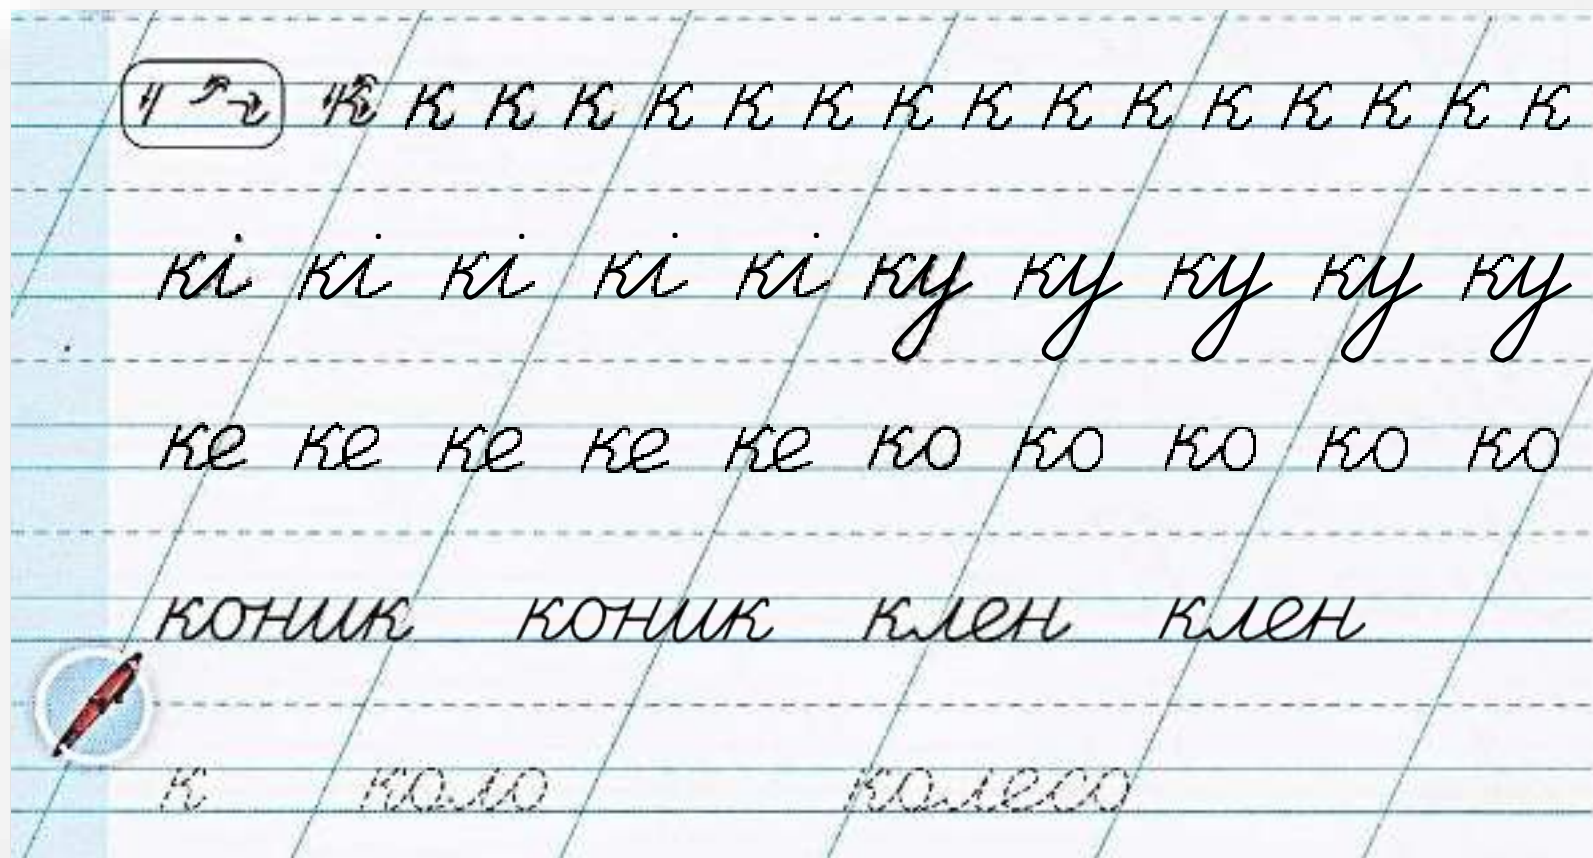 к к к к к к к к к к к к к к к к
кі кі кі кі кі ку ку ку ку ку
ке ке ке ке ке ко ко ко ко ко
коник коник клен клен
к коло колесо